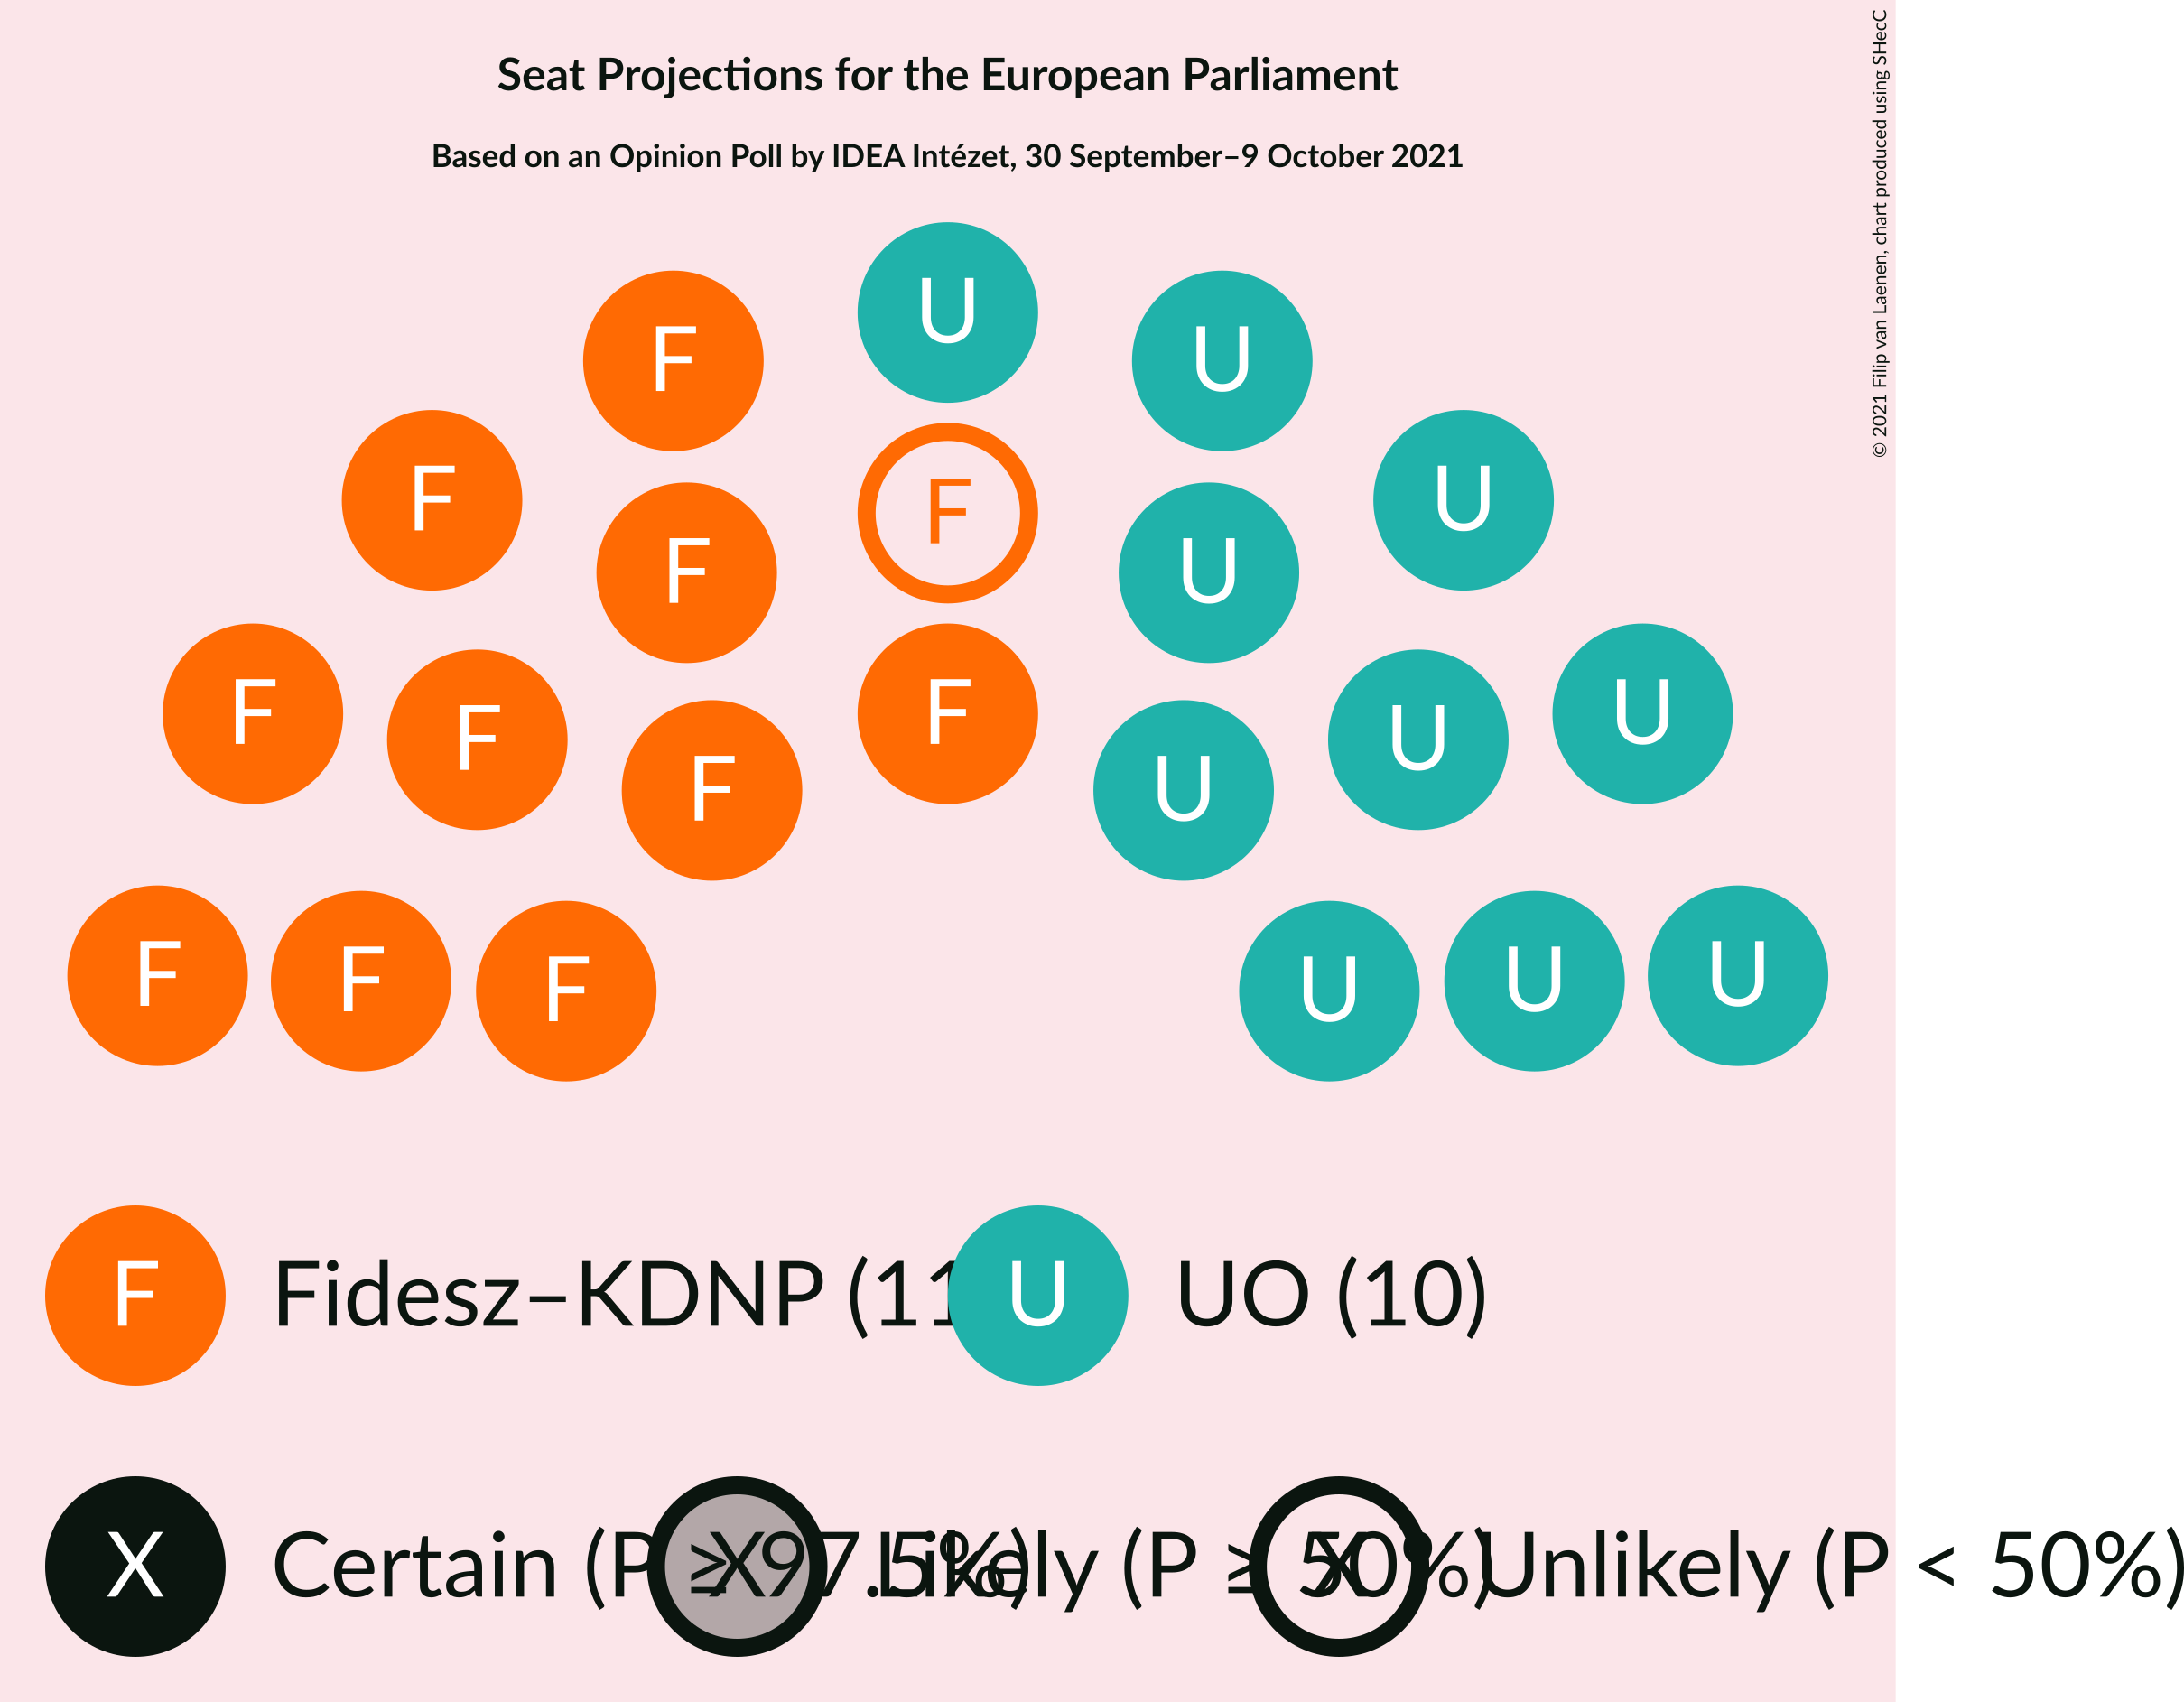 Seat Projections for the European Parliament
Based on an Opinion Poll by IDEA Intézet, 30 September–9 October 2021
© 2021 Filip van Laenen, chart produced using SHecC
U
F U
F U
F
F U
F F U
F U
F U
F U
F U
F U
F U
F Fidesz–KDNP (11 U UO (10)
X Certain (P ≥ 97.5%) X Likely (P ≥ 50%) X Unlikely (P < 50%)